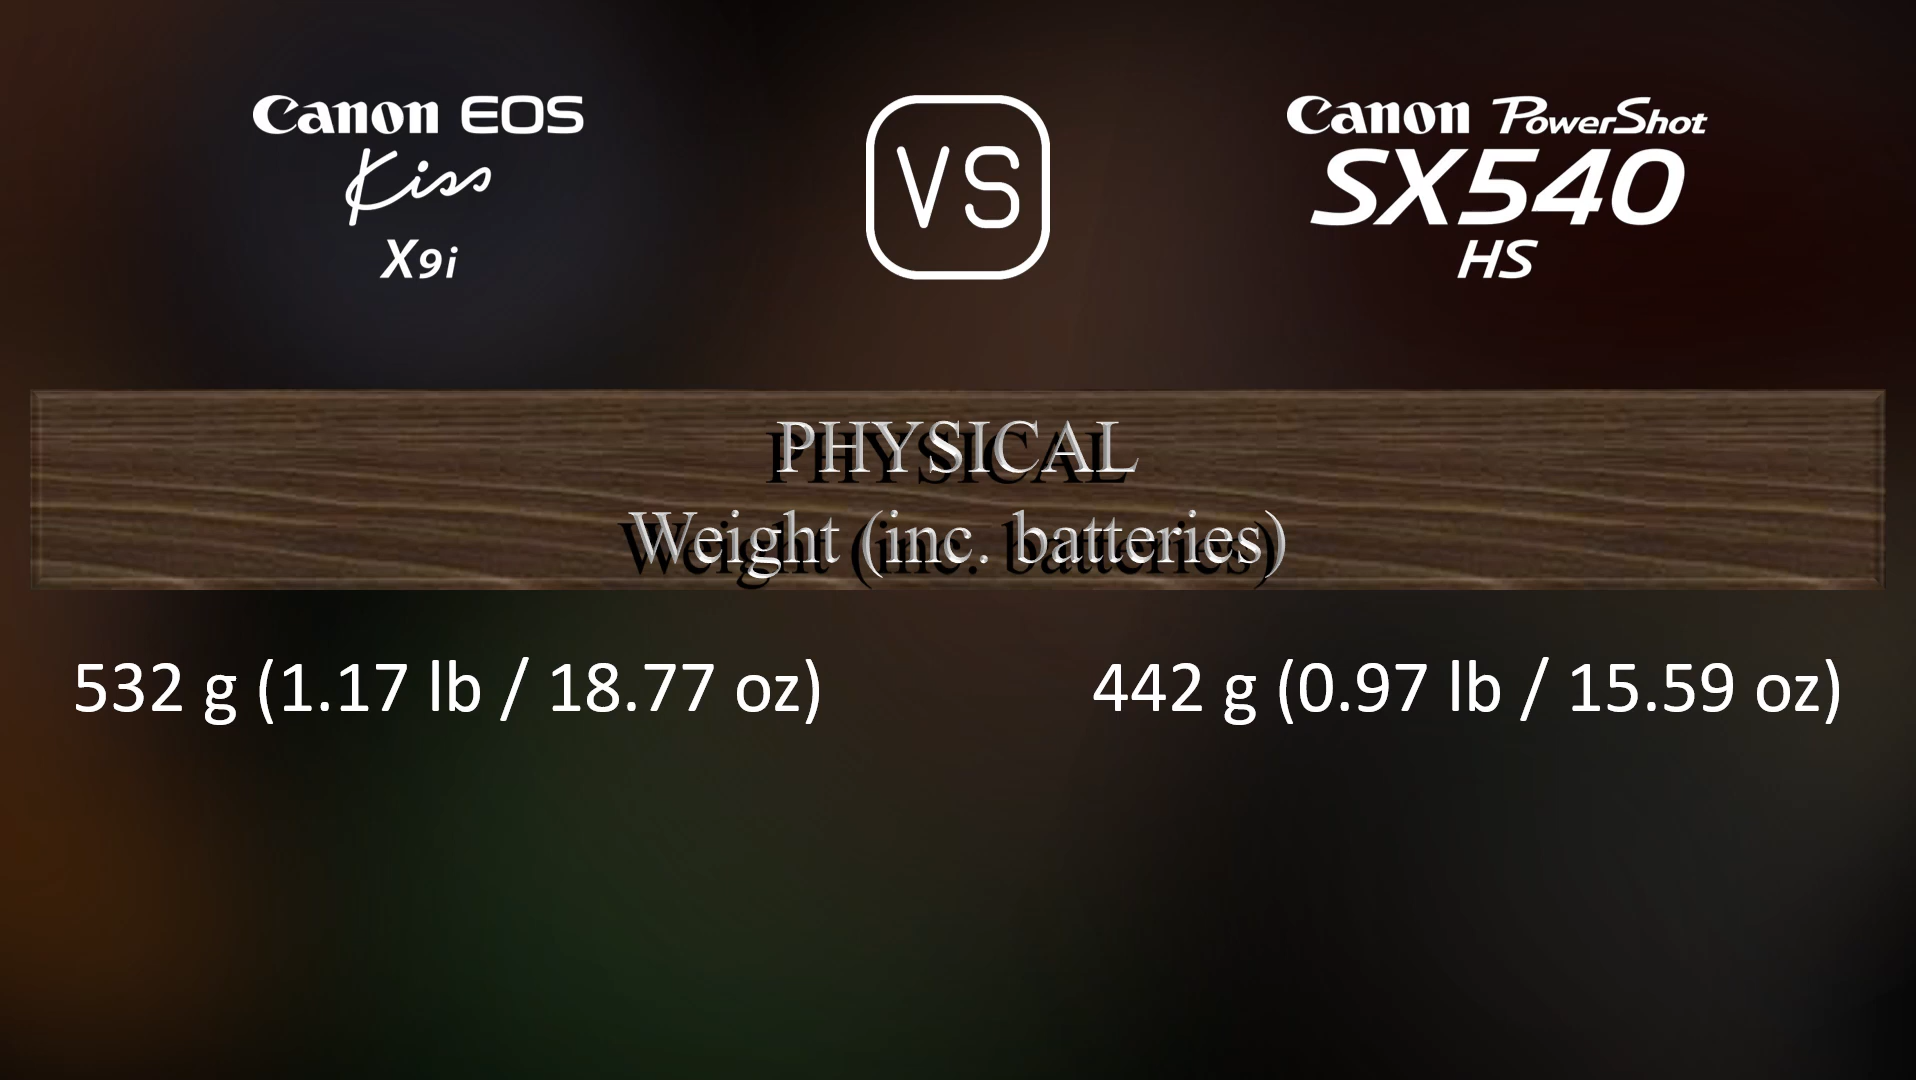 Canon EOS
Kiss
X9i
VS
Canon PowerShot
SX540
HS
PHYSICAL
Weight (inc. batteries)
532 g (1.17 lb / 18.77 oz)
442 g (0.97 lb / 15.59 oz)